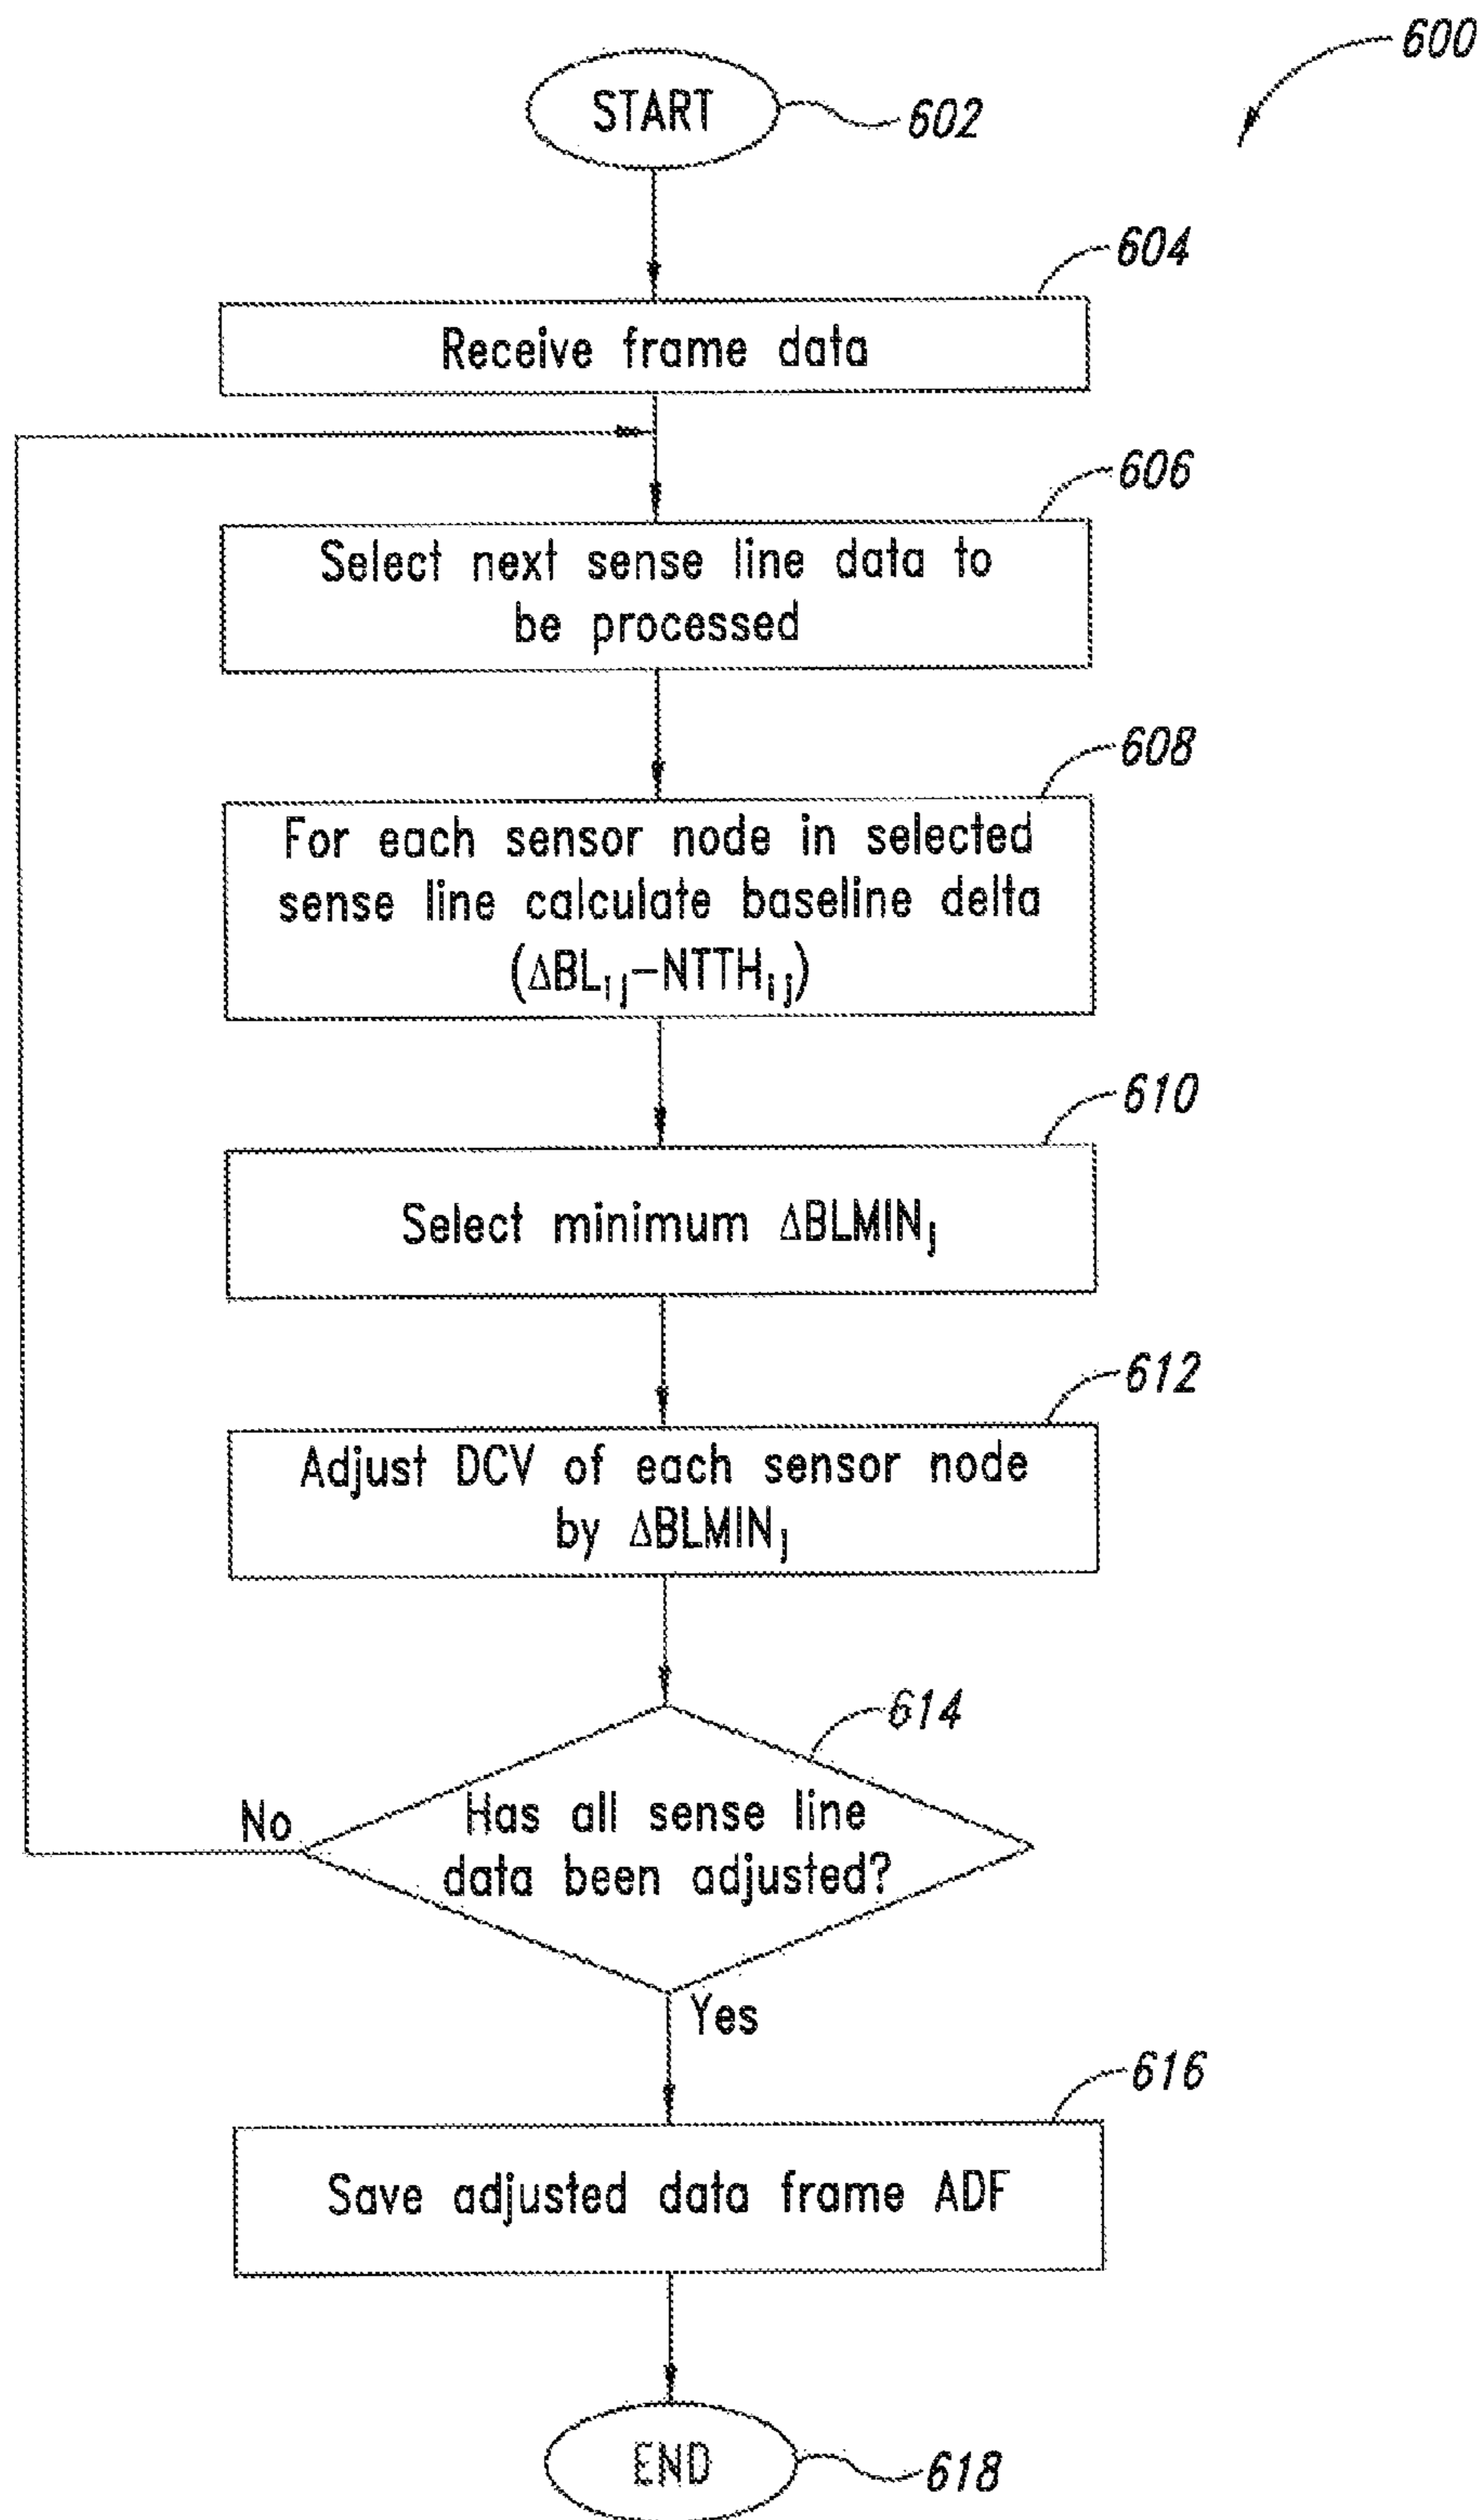 600
START
602
604
Receive frame data
606
Select next sense line data to
be processed
608
For each sensor node in selected
sense line calculate baseline delta
(ΔBLij–NTTHij)
610
Select minimum ΔBLMINj
612
Adjust DCV of each sensor node
by ΔBLMINj
614
Has all sense line
data been adjusted?
No
Yes
616
Save adjusted data frame ADF
END
618